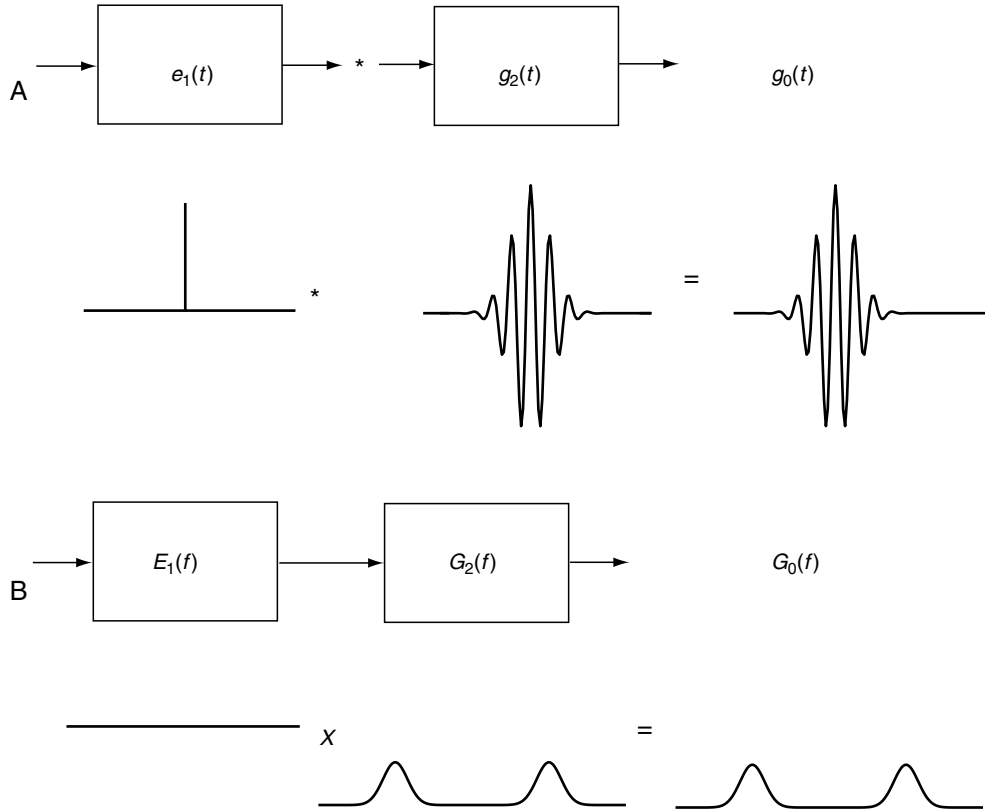 A
e1(t)
*
g2(t)
g0(t)
*
=
B
E1(f)
G2(f)
G0(f)
X
=